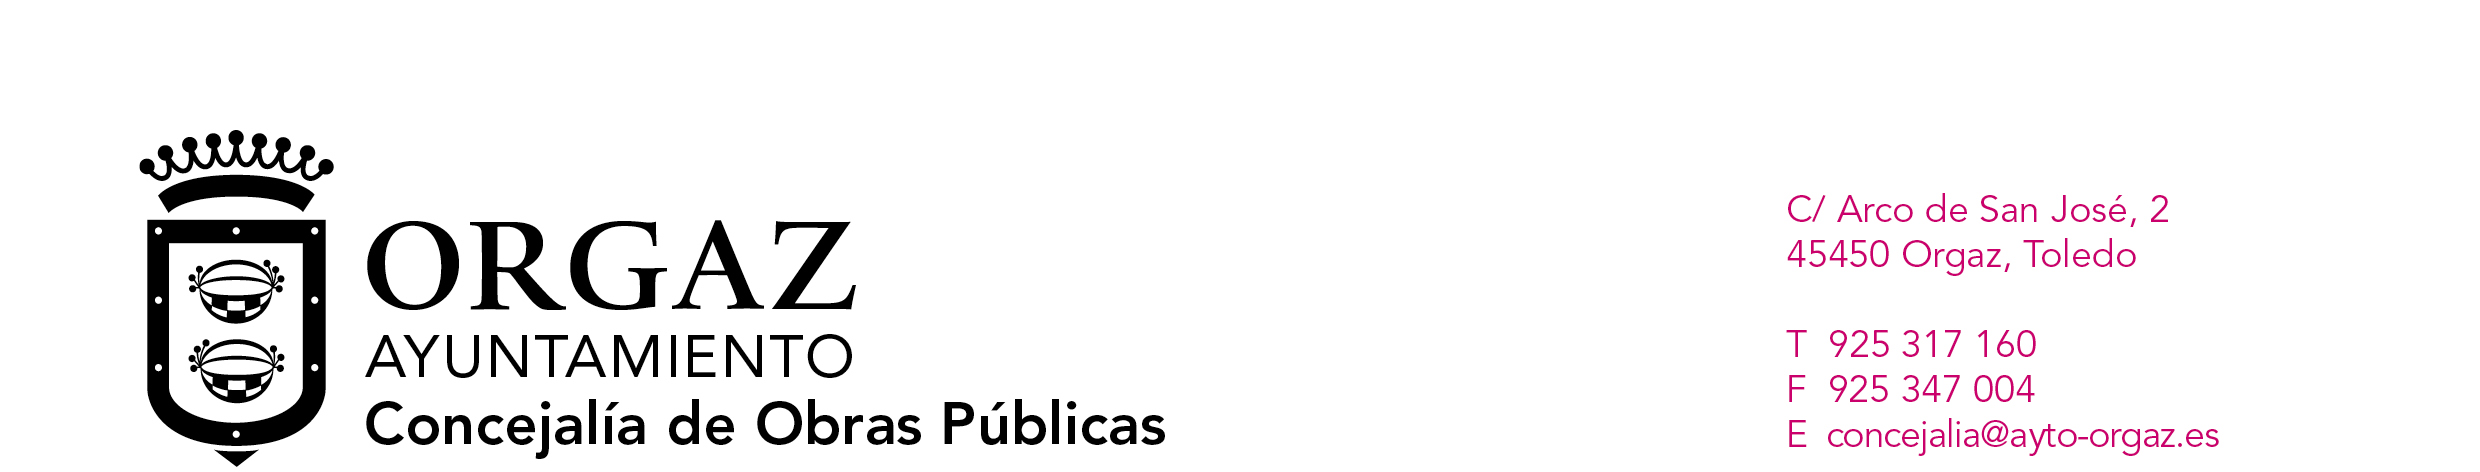 ORGAZ
AYUNTAMIENTO
Concejalía de Obras Públicas
C/ Arco de San José, 2
45450 Orgaz, Toledo
T 925 317 160
F 925 347 004
E concejalia@ayto-orgaz.es